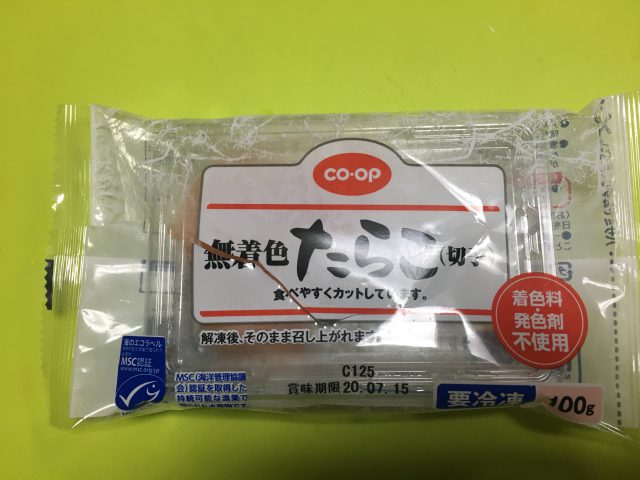 CO·OP
無着色 たらこ (切子
食べやすくカットしています。
解凍後、そのまま召し上がれます
着色料・
発色剤
不使用
C125
賞味期限20.07.15
要冷凍
100g
海のエコラベル
MSC認証
www.msc.org/jp
MSC(海洋管理協議
会)認証を取得した
持続可能な漁業で